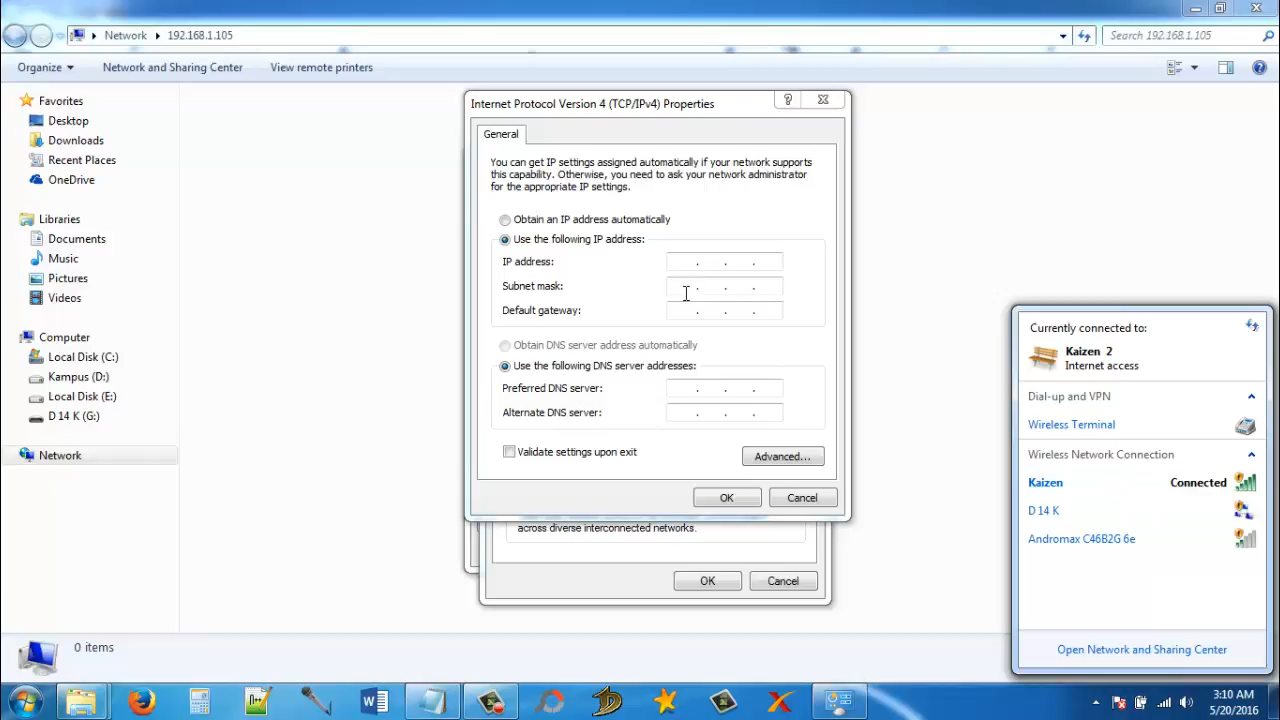 Network
192.168.1.105
Search 192.168.1.105
Organize
Network and Sharing Center
View remote printers
Favorites
Desktop
Downloads
Recent Places
OneDrive
Libraries
Documents
Music
Pictures
Videos
Computer
Local Disk (C:)
Kampus (D:)
Local Disk (E:)
D 14 K (G:)
Network
0 items
Internet Protocol Version 4 (TCP/IPv4) Properties
General
You can get IP settings assigned automatically if your network supports
this capability. Otherwise, you need to ask your network administrator
for the appropriate IP settings.
Obtain an IP address automatically
Use the following IP address:
IP address:
Subnet mask:
Default gateway:
Obtain DNS server address automatically
Use the following DNS server addresses:
Preferred DNS server:
Alternate DNS server:
Validate settings upon exit
Advanced...
OK
Cancel
across diverse interconnected networks.
OK
Cancel
Currently connected to:
Kaizen 2
Internet access
Dial-up and VPN
Wireless Terminal
Wireless Network Connection
Kaizen
Connected
D 14 K
Andromax C46B2G 6e
Open Network and Sharing Center
3:10 AM
5/20/2016